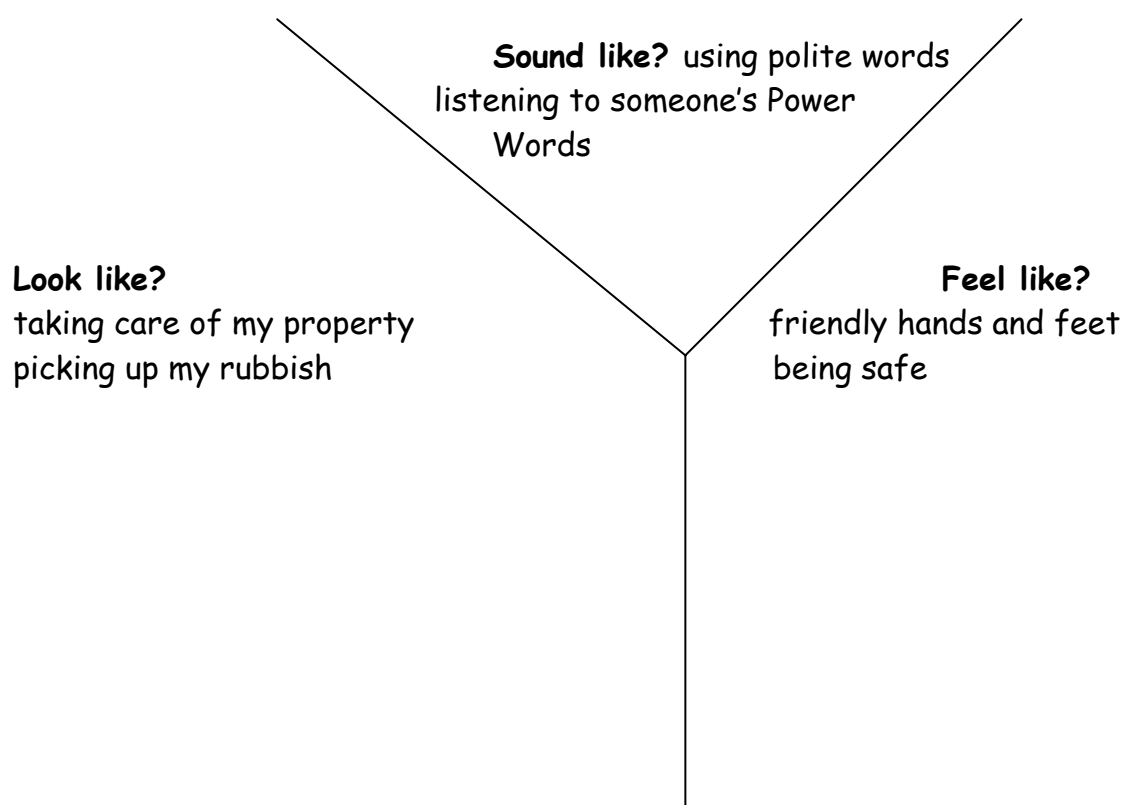 Sound like? using polite words
listening to someone’s Power
Words
Look like?
taking care of my property
picking up my rubbish
Feel like?
friendly hands and feet
being safe